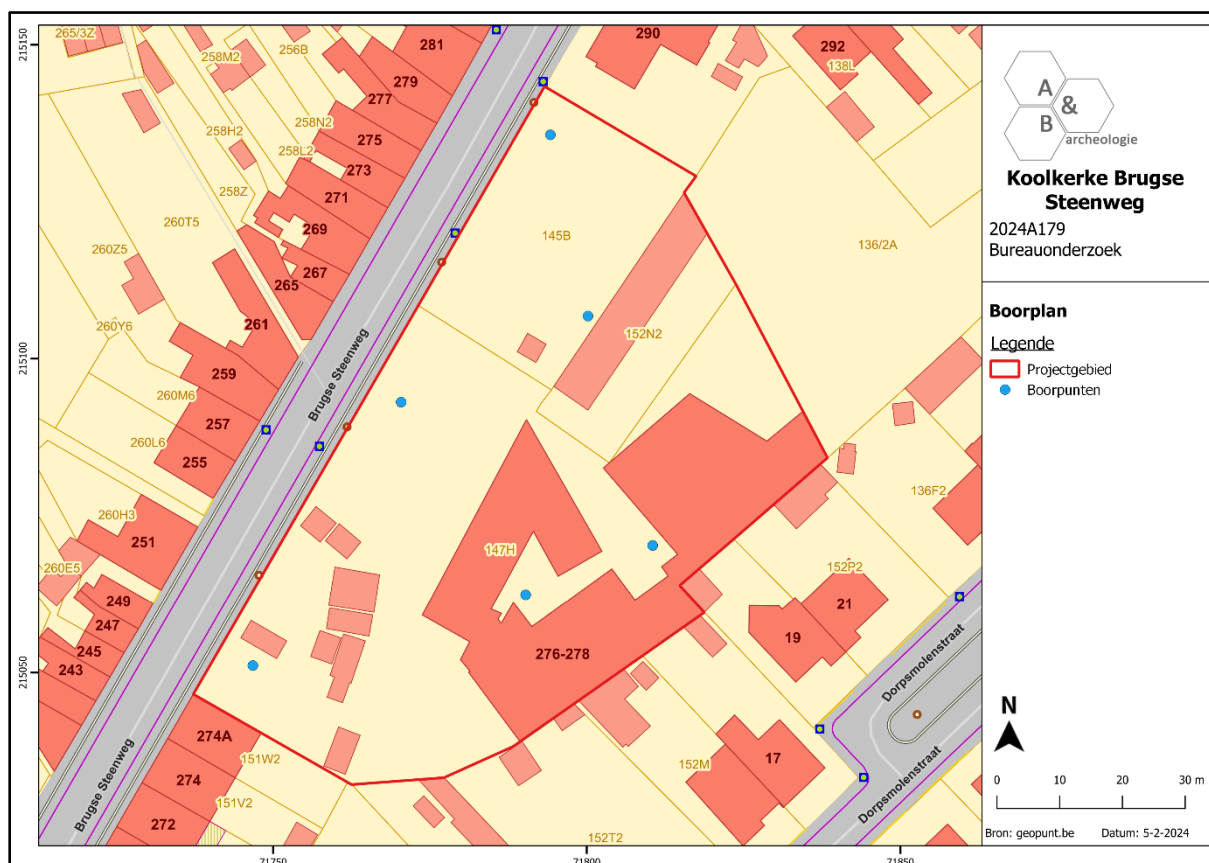 265/3Z
258M2
256B
281
290
292
138L
215150
279
277
258N2
275
258H2
258L2
273
258Z
271
260T5
269
145B
136/2A
260Z5
267
265
261
260Y6
152N2
215100
259
Brugse Steenweg
260M6
257
260L6
255
136F2
260H3
251
147H
260E5
152P2
249
247
21
19
245
243
276-278
215050
Dorpsmolenstraat
274A
151W2
17
152M
274
151V2
Brugse Steenweg
Dorpsmolenstraat
272
152T2
71750
71800
71850
A
&
B
archeologie
Koolkerke Brugse
Steenweg
2024A179
Bureauonderzoek
Boorplan
Legende
Projectgebied
Boorpunten
N
0 10 20 30 m
Bron: geopunt.be Datum: 5-2-2024